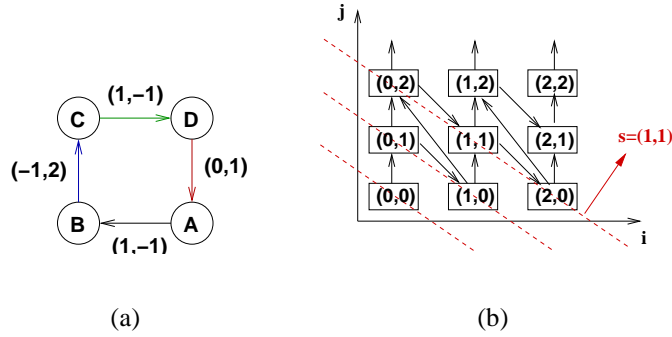 (1,−1)
C
D
(−1,2)
(0,1)
B
A
(1,−1)
(a)
j
(0,2)
(1,2)
(2,2)
(0,1)
(1,1)
(2,1)
s=(1,1)
(0,0)
(1,0)
(2,0)
i
(b)